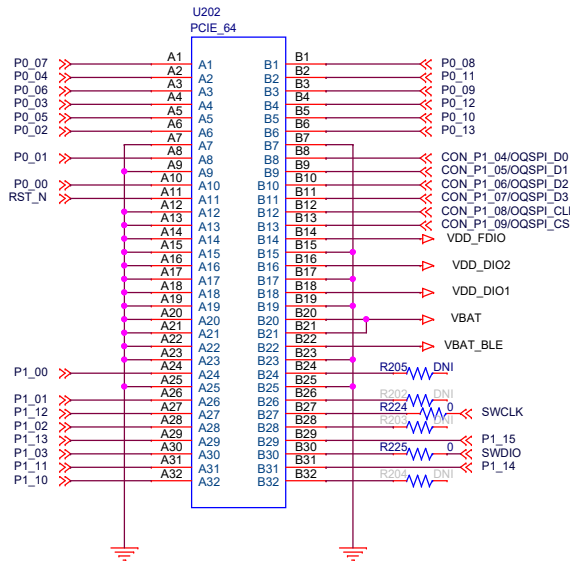 U202
PCIE_64
P0_07 A1 A1 B1 B1 P0_08
P0_04 A2 A2 B2 B2 P0_11
P0_06 A3 A3 B3 B3 P0_09
P0_03 A4 A4 B4 B4 P0_12
P0_05 A5 A5 B5 B5 P0_10
P0_02 A6 A6 B6 B6 P0_13
A7 A7 B7 B7
P0_01 A8 A8 B8 B8 CON_P1_04/OQSPI_D0
A9 A9 B9 B9 CON_P1_05/OQSPI_D1
P0_00 A10 A10 B10 B10 CON_P1_06/OQSPI_D2
RST_N A11 A11 B11 B11 CON_P1_07/OQSPI_D3
A12 A12 B12 B12 CON_P1_08/OQSPI_CL
A13 A13 B13 B13 CON_P1_09/OQSPI_CS
A14 A14 B14 B14 VDD_FDIO
A15 A15 B15 B15
A16 A16 B16 B16 VDD_DIO2
A17 A17 B17 B17
A18 A18 B18 B18 VDD_DIO1
A19 A19 B19 B19
A20 A20 B20 B20 VBAT
A21 A21 B21 B21
A22 A22 B22 B22 VBAT_BLE
A23 A23 B23 B23
P1_00 A24 A24 B24 B24 R205 DNI
A25 A25 B25 B25
P1_01 A26 A26 B26 B26 R202 DNI
P1_12 A27 A27 B27 B27 R224 0 SWCLK
P1_02 A28 A28 B28 B28 R203 DNI
P1_13 A29 A29 B29 B29 P1_15
P1_03 A30 A30 B30 B30 R225 0 SWDIO
P1_11 A31 A31 B31 B31 P1_14
P1_10 A32 A32 B32 B32 R204 DNI